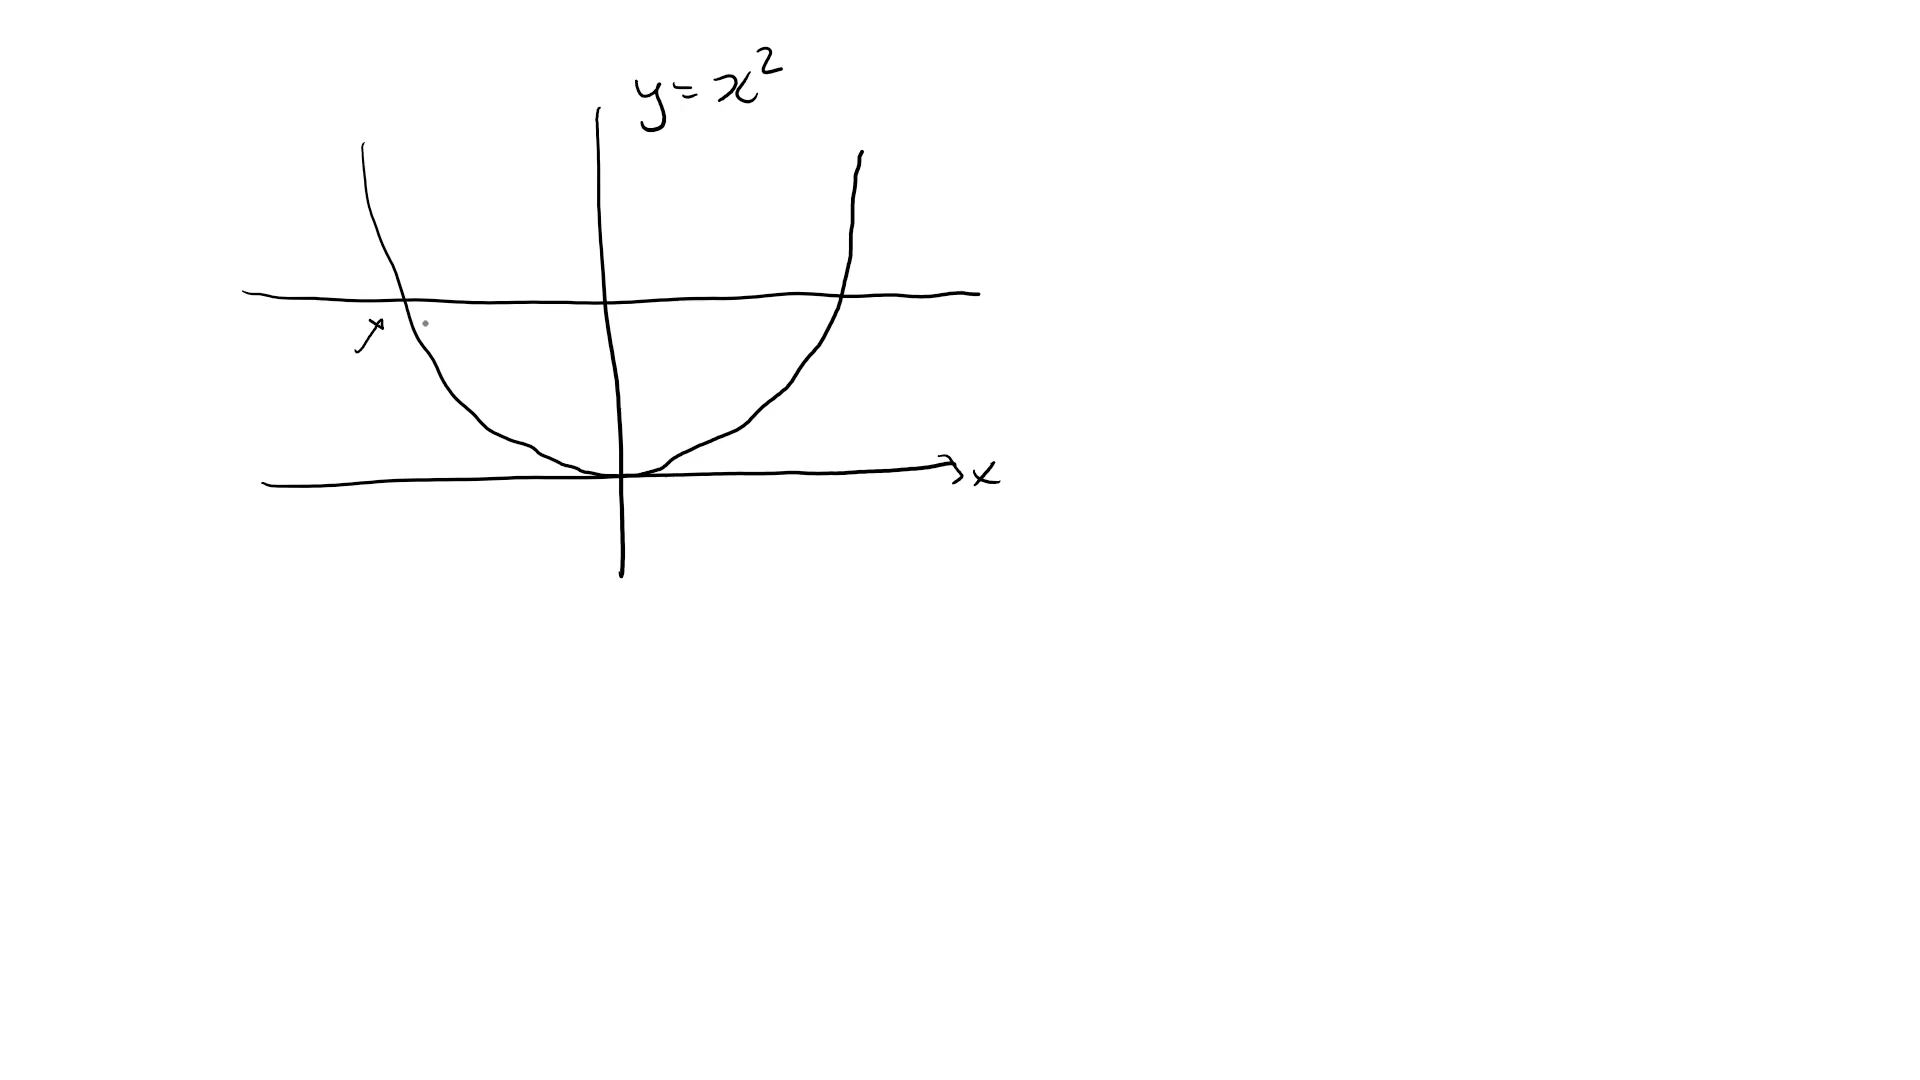 y = x²
x